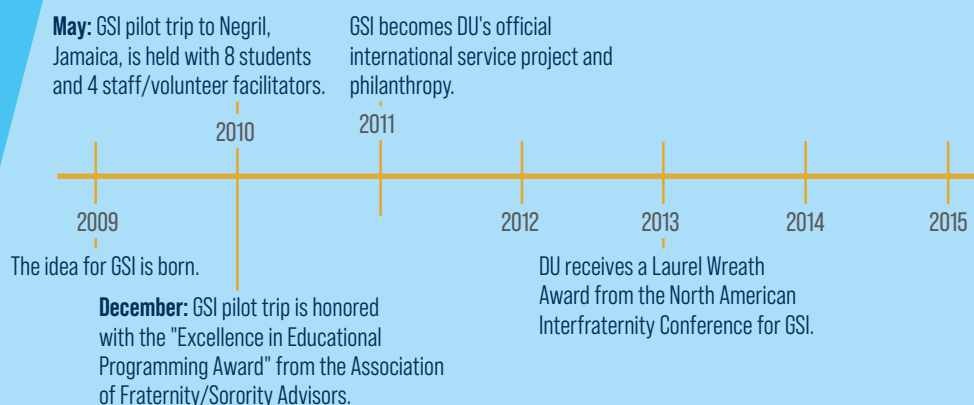 May: GSI pilot trip to Negril,
Jamaica, is held with 8 students
and 4 staff/volunteer facilitators.
2010
GSI becomes DU's official
international service project and
philanthropy.
2011
2009
The idea for GSI is born.
December: GSI pilot trip is honored
with the "Excellence in Educational
Programming Award" from the Association
of Fraternity/Sorority Advisors.
2012
2013
DU receives a Laurel Wreath
Award from the North American
Interfraternity Conference for GSI.
2014
2015